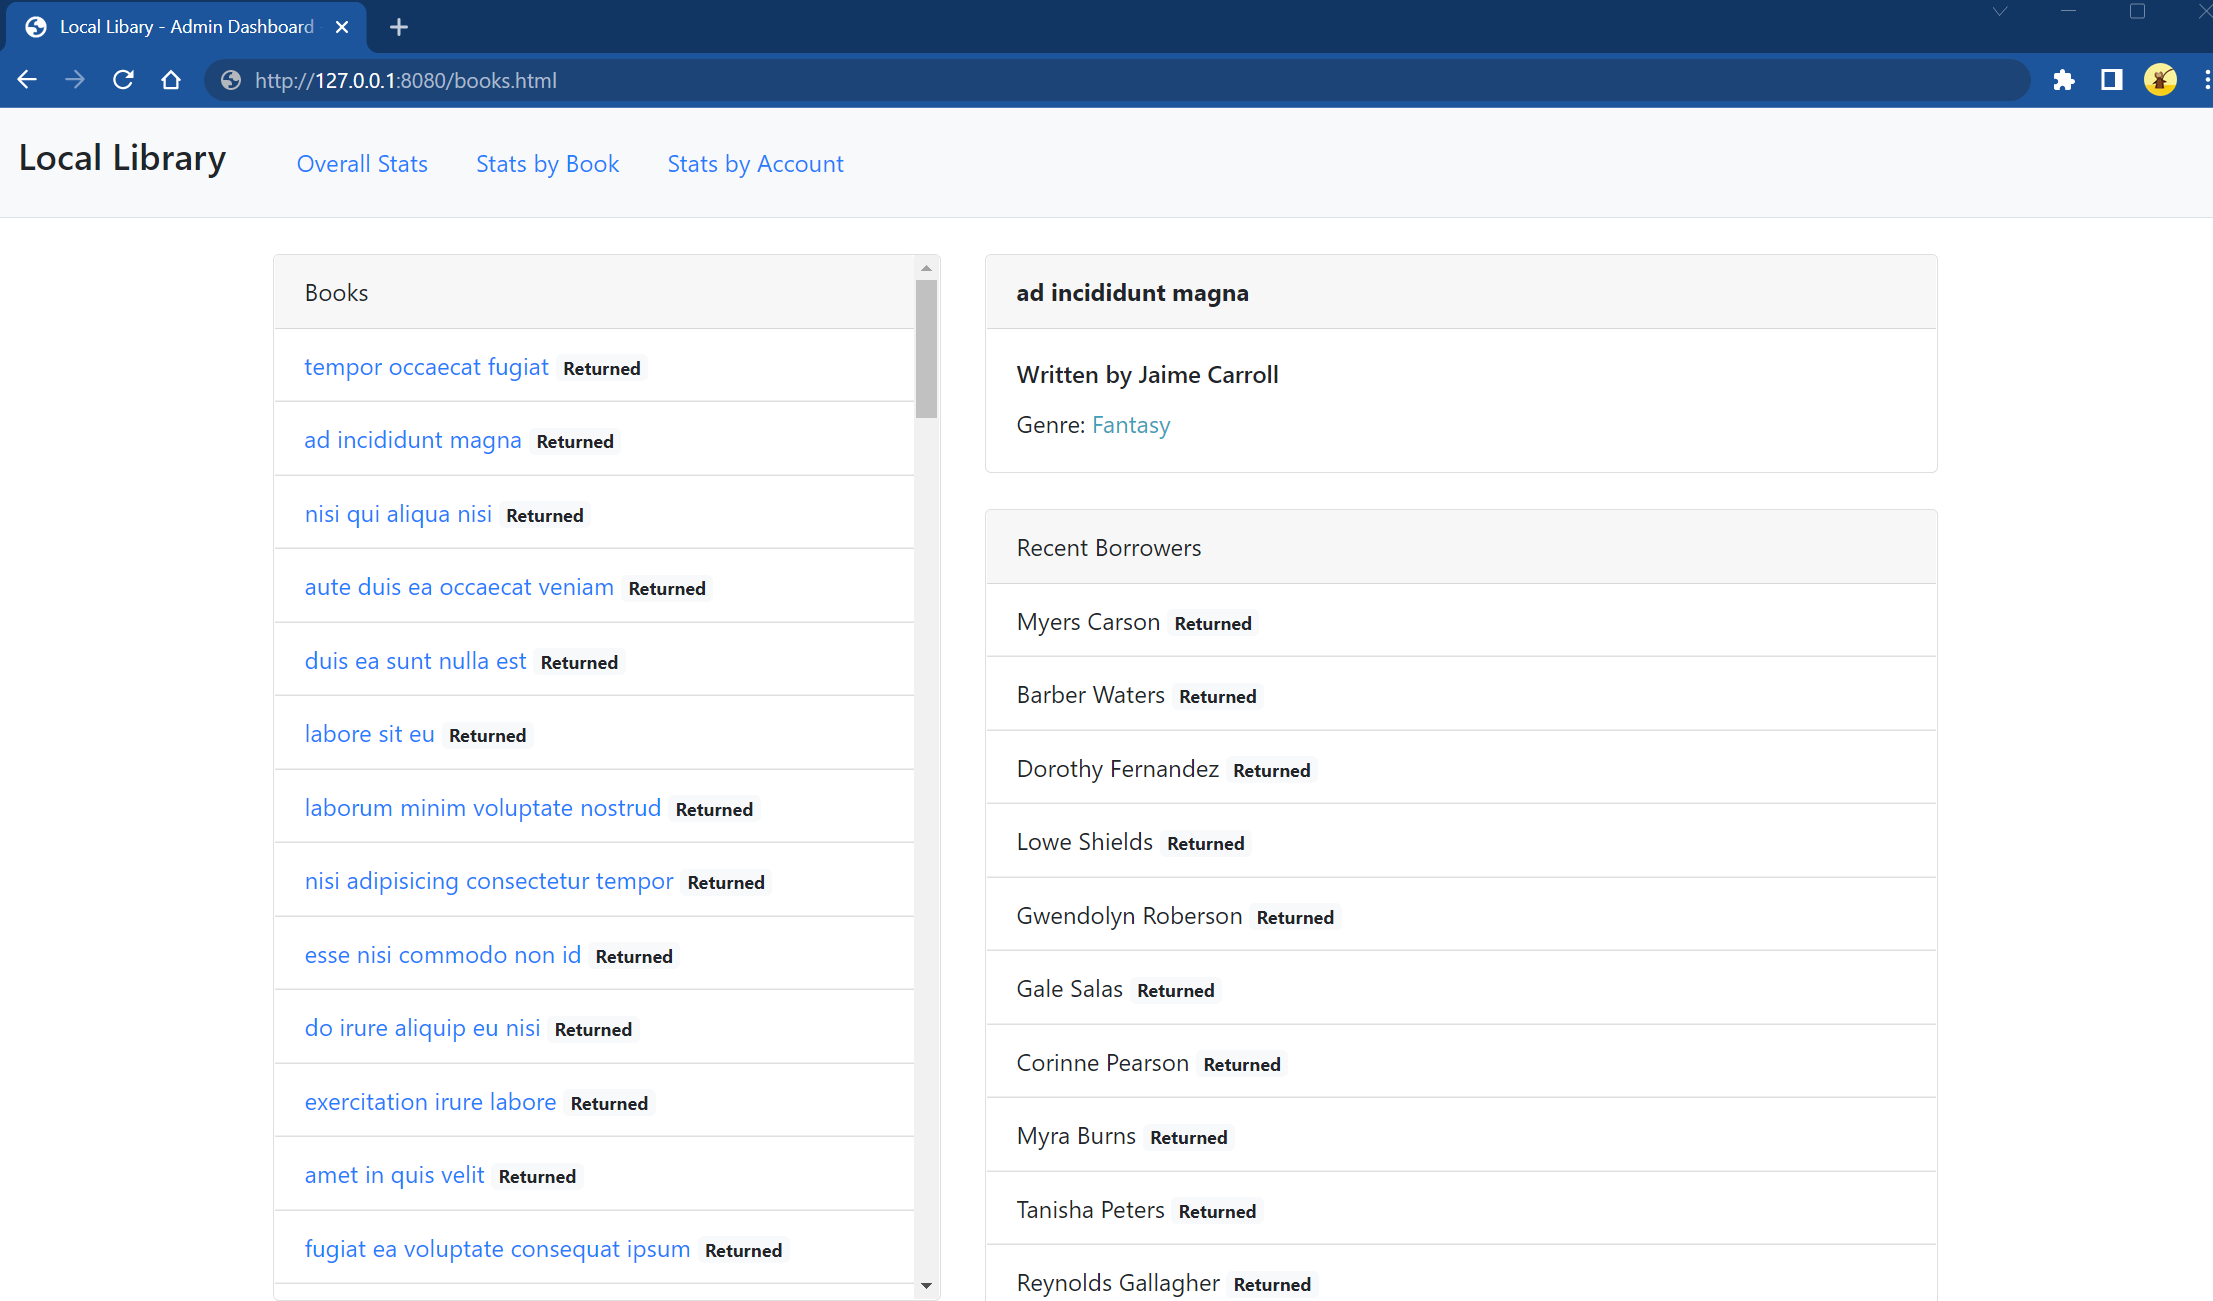 Local Libary - Admin Dashboard
http://127.0.0.1:8080/books.html
Local Library
Overall Stats
Stats by Book
Stats by Account
Books
tempor occaecat fugiat Returned
ad incididunt magna Returned
nisi qui aliqua nisi Returned
aute duis ea occaecat veniam Returned
duis ea sunt nulla est Returned
labore sit eu Returned
laborum minim voluptate nostrud Returned
nisi adipisicing consectetur tempor Returned
esse nisi commodo non id Returned
do irure aliquip eu nisi Returned
exercitation irure labore Returned
amet in quis velit Returned
fugiat ea voluptate consequat ipsum Returned
ad incididunt magna
Written by Jaime Carroll
Genre: Fantasy
Recent Borrowers
Myers Carson Returned
Barber Waters Returned
Dorothy Fernandez Returned
Lowe Shields Returned
Gwendolyn Roberson Returned
Gale Salas Returned
Corinne Pearson Returned
Myra Burns Returned
Tanisha Peters Returned
Reynolds Gallagher Returned